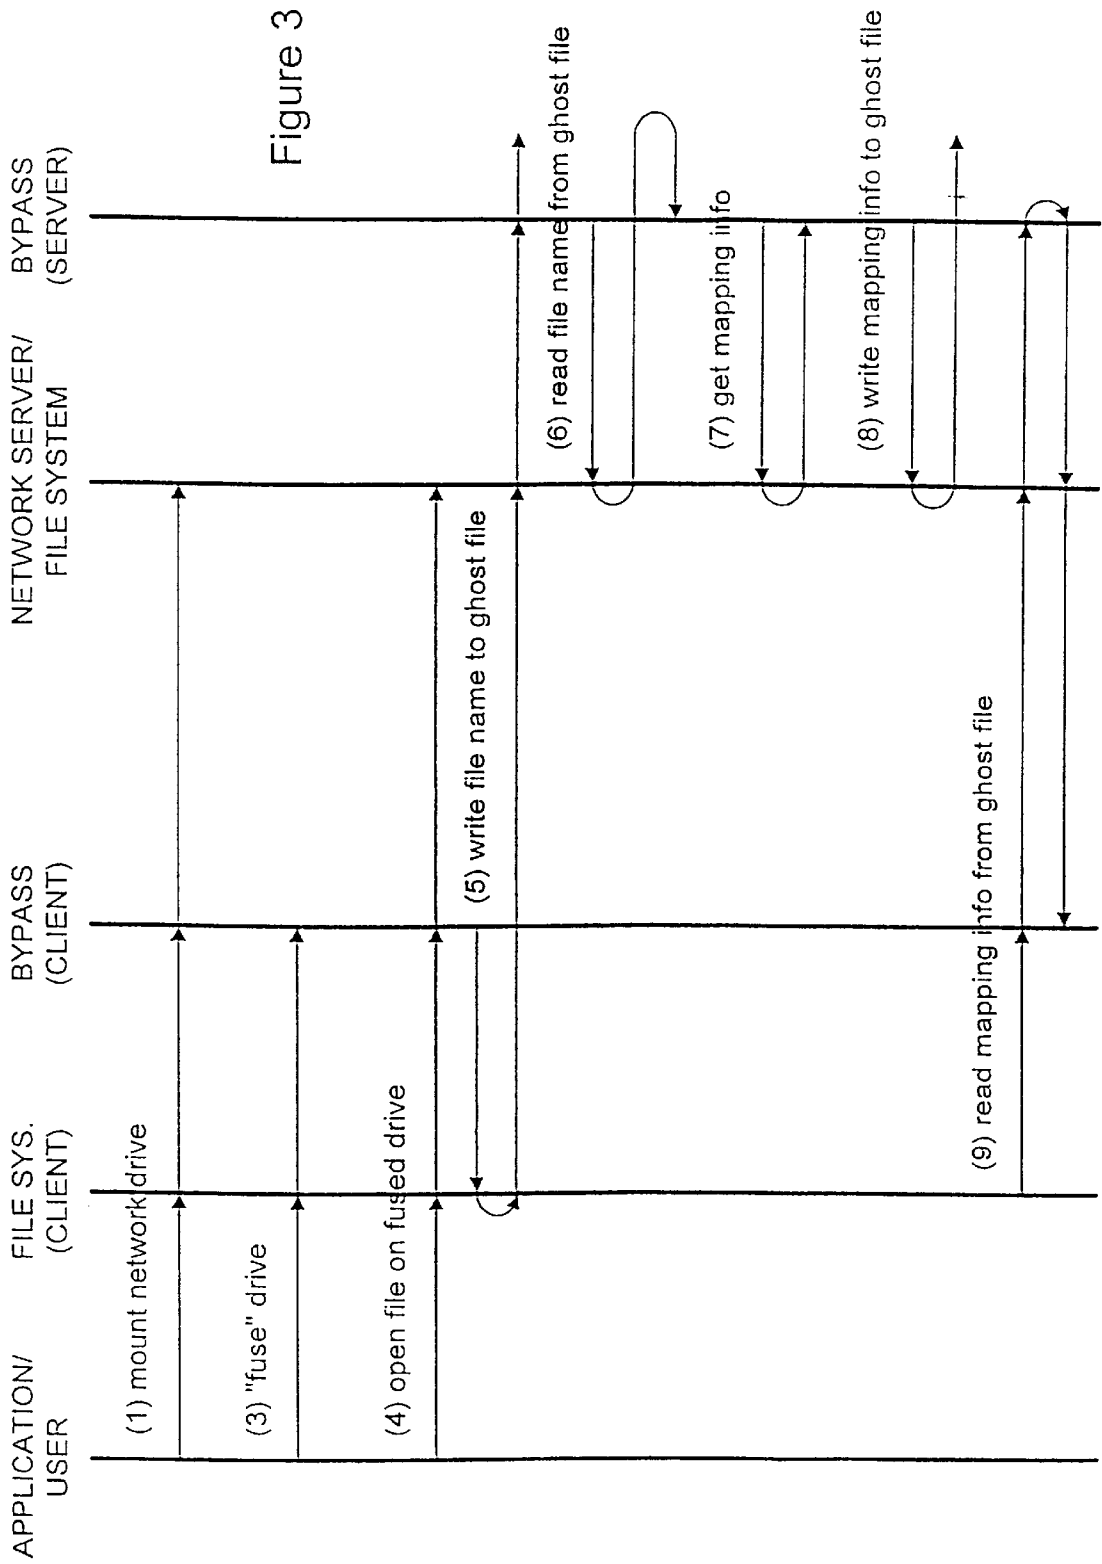 Figure 3
APPLICATION/
USER
FILE SYS.
(CLIENT)
BYPASS
(CLIENT)
NETWORK SERVER/
FILE SYSTEM
BYPASS
(SERVER)
(1) mount network drive
(3) "fuse" drive
(4) open file on fused drive
(5) write file name to ghost file
(6) read file name from ghost file
(7) get mapping info
(8) write mapping info to ghost file
(9) read mapping info from ghost file